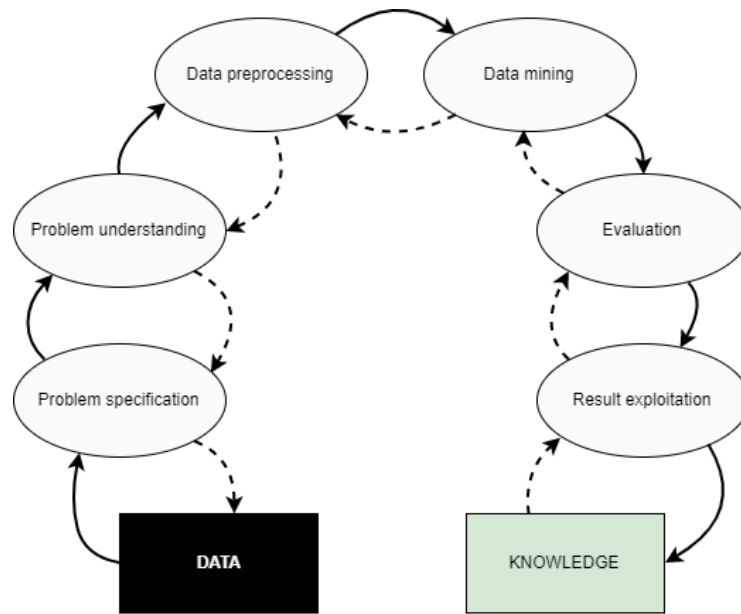 Data preprocessing
Data mining
Problem understanding
Evaluation
Problem specification
Result exploitation
DATA
KNOWLEDGE